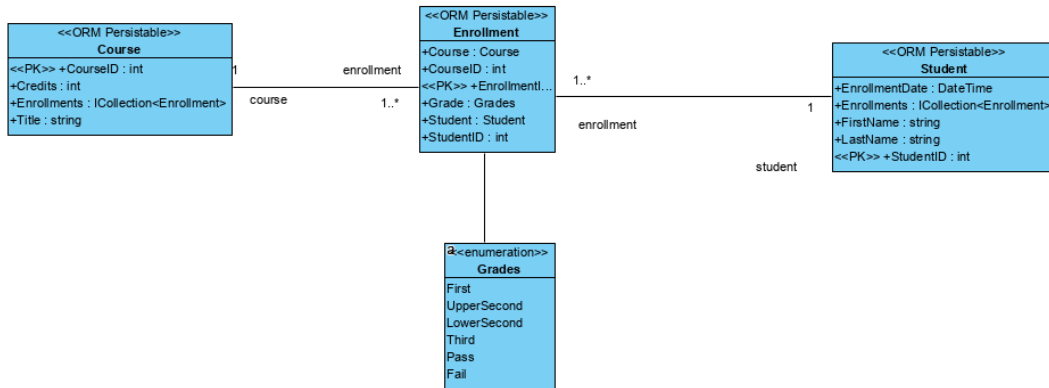 <<ORM Persistable>>
Course
<<PK>> +CourseID : int
+Credits : int
+Enrollments : ICollection<Enrollment>
+Title : string
1
course
enrollment
1..*
<<ORM Persistable>>
Enrollment
+Course : Course
+CourseID : int
<<PK>> +EnrollmentI...
+Grade : Grades
+Student : Student
+StudentID : int
1..*
enrollment
1
student
<<ORM Persistable>>
Student
+EnrollmentDate : DateTime
+Enrollments : ICollection<Enrollment>
+FirstName : string
+LastName : string
<<PK>> +StudentID : int
a
<<enumeration>>
Grades
First
UpperSecond
LowerSecond
Third
Pass
Fail